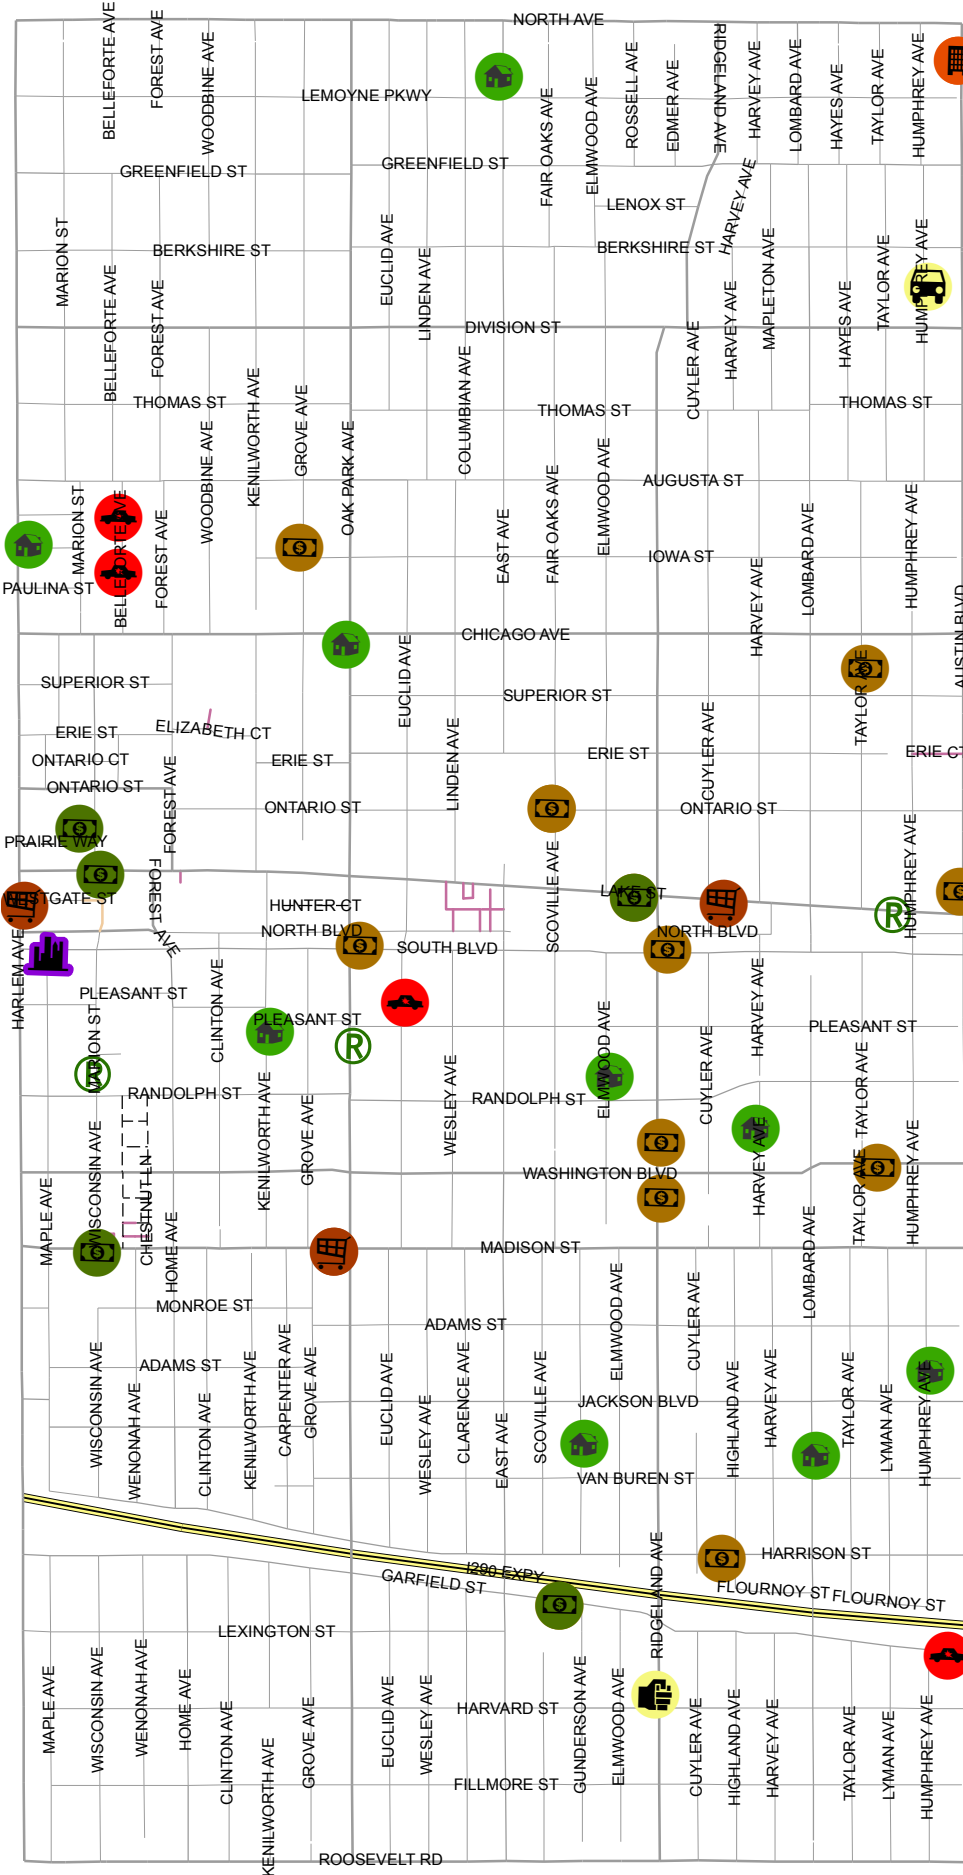 NORTH AVE
BELLEFORTE AVE
FOREST AVE
WOODBINE AVE
LEMOYNE PKWY
FAIR OAKS AVE
ELMWOOD AVE
ROSSELL AVE
EDMER AVE
RIDGELAND AVE
HARVEY AVE
LOMBARD AVE
HAYES AVE
TAYLOR AVE
HUMPHREY AVE
GREENFIELD ST
GREENFIELD ST
LENOX ST
MARION ST
BERKSHIRE ST
BERKSHIRE ST
HARVEY AVE
BELLEFORTE AVE
FOREST AVE
EUCLID AVE
LINDEN AVE
DIVISION ST
CUYLER AVE
HARVEY AVE
MAPLETON AVE
HAYES AVE
TAYLOR AVE
HUMPHREY AVE
THOMAS ST
THOMAS ST
THOMAS ST
WOODBINE AVE
KENILWORTH AVE
GROVE AVE
OAK PARK AVE
COLUMBIAN AVE
AUGUSTA ST
MARION ST
BELLEFORTE AVE
FOREST AVE
EAST AVE
FAIR OAKS AVE
ELMWOOD AVE
IOWA ST
HARVEY AVE
LOMBARD AVE
HUMPHREY AVE
PAULINA ST
CHICAGO AVE
AUSTIN BLVD
SUPERIOR ST
SUPERIOR ST
EUCLID AVE
TAYLOR AVE
ERIE ST
ELIZABETH CT
ONTARIO CT
ERIE ST
ERIE ST
ERIE CT
ONTARIO ST
ONTARIO ST
ONTARIO ST
LINDEN AVE
CUYLER AVE
FOREST AVE
PRAIRIE WAY
SCOVILLE AVE
HUMPHREY AVE
LAKE ST
WESTGATE ST
FOREST AVE
HUNTER CT
NORTH BLVD
SOUTH BLVD
NORTH BLVD
HARLEM AVE
PLEASANT ST
PLEASANT ST
PLEASANT ST
CLINTON AVE
MARION ST
®
®
®
HARVEY AVE
ELMWOOD AVE
CUYLER AVE
TAYLOR AVE
RANDOLPH ST
RANDOLPH ST
WESLEY AVE
KENILWORTH AVE
GROVE AVE
WASHINGTON BLVD
HARVEY AVE
TAYLOR AVE
HUMPHREY AVE
MAPLE AVE
WISCONSIN AVE
CHESTNUT LN
HOME AVE
MADISON ST
LOMBARD AVE
MONROE ST
ADAMS ST
ADAMS ST
WISCONSIN AVE
WENONAH AVE
CLINTON AVE
KENILWORTH AVE
CARPENTER AVE
GROVE AVE
EUCLID AVE
WESLEY AVE
CLARENCE AVE
EAST AVE
SCOVILLE AVE
ELMWOOD AVE
CUYLER AVE
JACKSON BLVD
HIGHLAND AVE
HARVEY AVE
TAYLOR AVE
LYMAN AVE
HUMPHREY AVE
VAN BUREN ST
HARRISON ST
I290 EXPY
GARFIELD ST
RIDGELAND AVE
FLOURNOY ST
FLOURNOY ST
LEXINGTON ST
MAPLE AVE
WISCONSIN AVE
WENONAH AVE
HOME AVE
CLINTON AVE
KENILWORTH AVE
GROVE AVE
EUCLID AVE
WESLEY AVE
HARVARD ST
GUNDERSON AVE
ELMWOOD AVE
CUYLER AVE
HIGHLAND AVE
HARVEY AVE
TAYLOR AVE
LYMAN AVE
HUMPHREY AVE
FILLMORE ST
ROOSEVELT RD